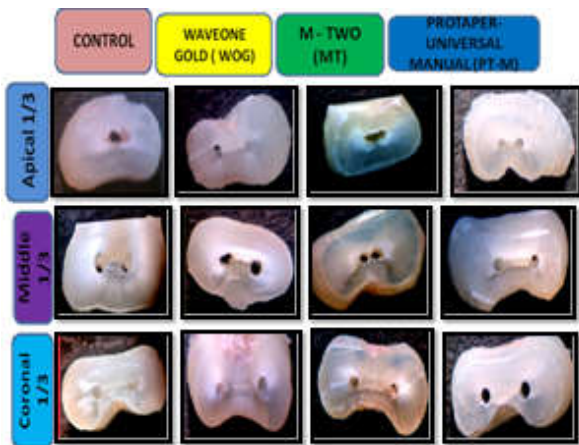 CONTROL
WAVEONE
GOLD ( WOG)
M - TWO
(MT)
PROTAPER-
UNIVERSAL
MANUAL(PT-M)
Apical 1/3
Middle
1/3
Coronal
1/3